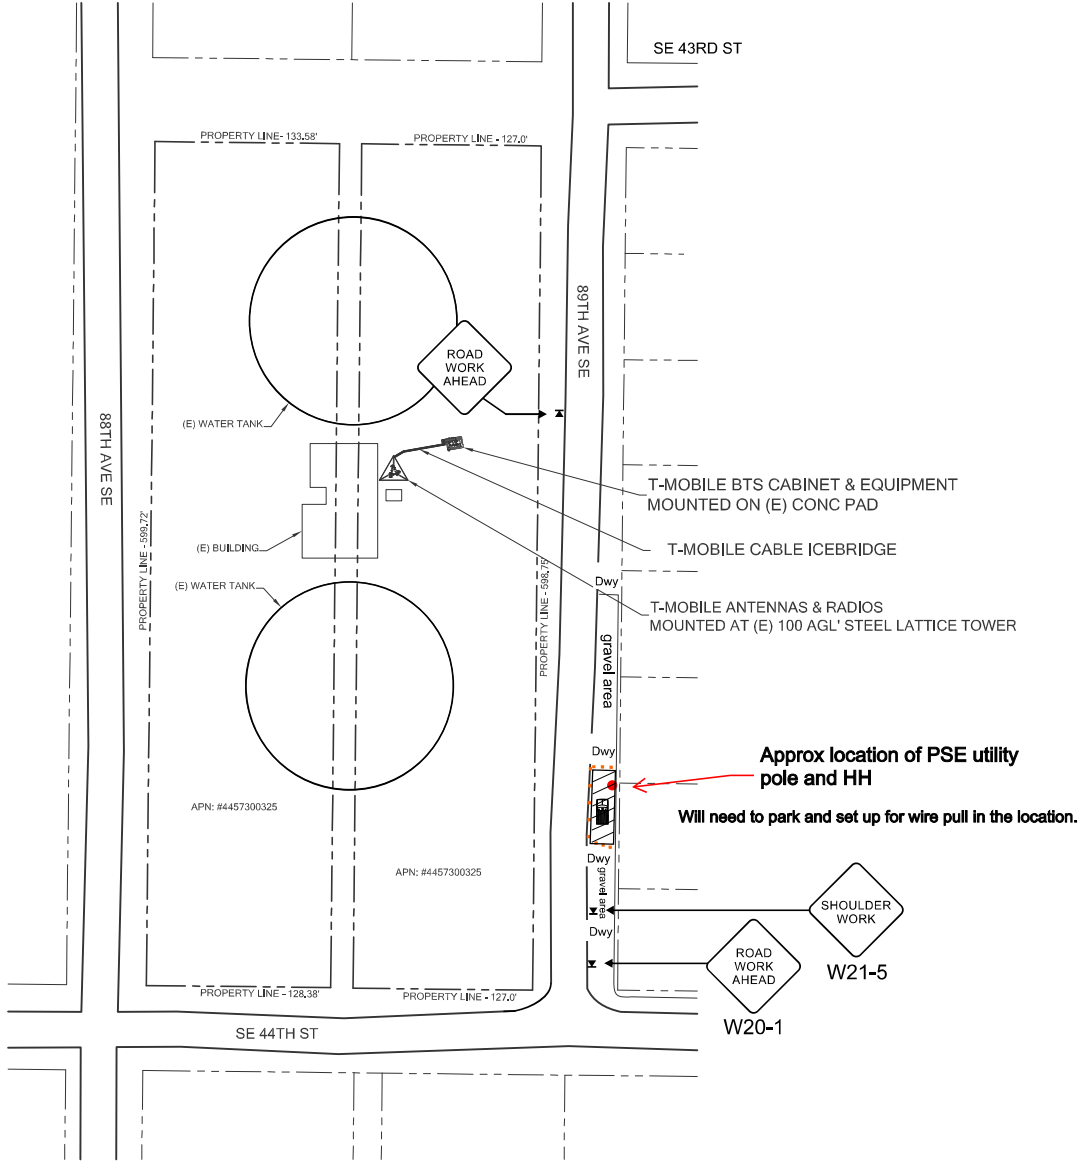 SE 43RD ST
PROPERTY LINE- 133.58'
PROPERTY LINE - 127.0'
89TH AVE SE
ROAD
WORK
AHEAD
88TH AVE SE
(E) WATER TANK
T-MOBILE BTS CABINET & EQUIPMENT
MOUNTED ON (E) CONC PAD
PROPERTY LINE - 599.72'
(E) BUILDING
T-MOBILE CABLE ICEBRIDGE
PROPERTY LINE - 598.75'
(E) WATER TANK
Dwy
T-MOBILE ANTENNAS & RADIOS
MOUNTED AT (E) 100 AGL' STEEL LATTICE TOWER
gravel area
Dwy
Approx location of PSE utility
pole and HH
APN: #4457300325
Will need to park and set up for wire pull in the location.
Dwy
APN: #4457300325
gravel area
SHOULDER
WORK
W21-5
Dwy
ROAD
WORK
AHEAD
W20-1
PROPERTY LINE - 128.38'
PROPERTY LINE - 127.0'
SE 44TH ST